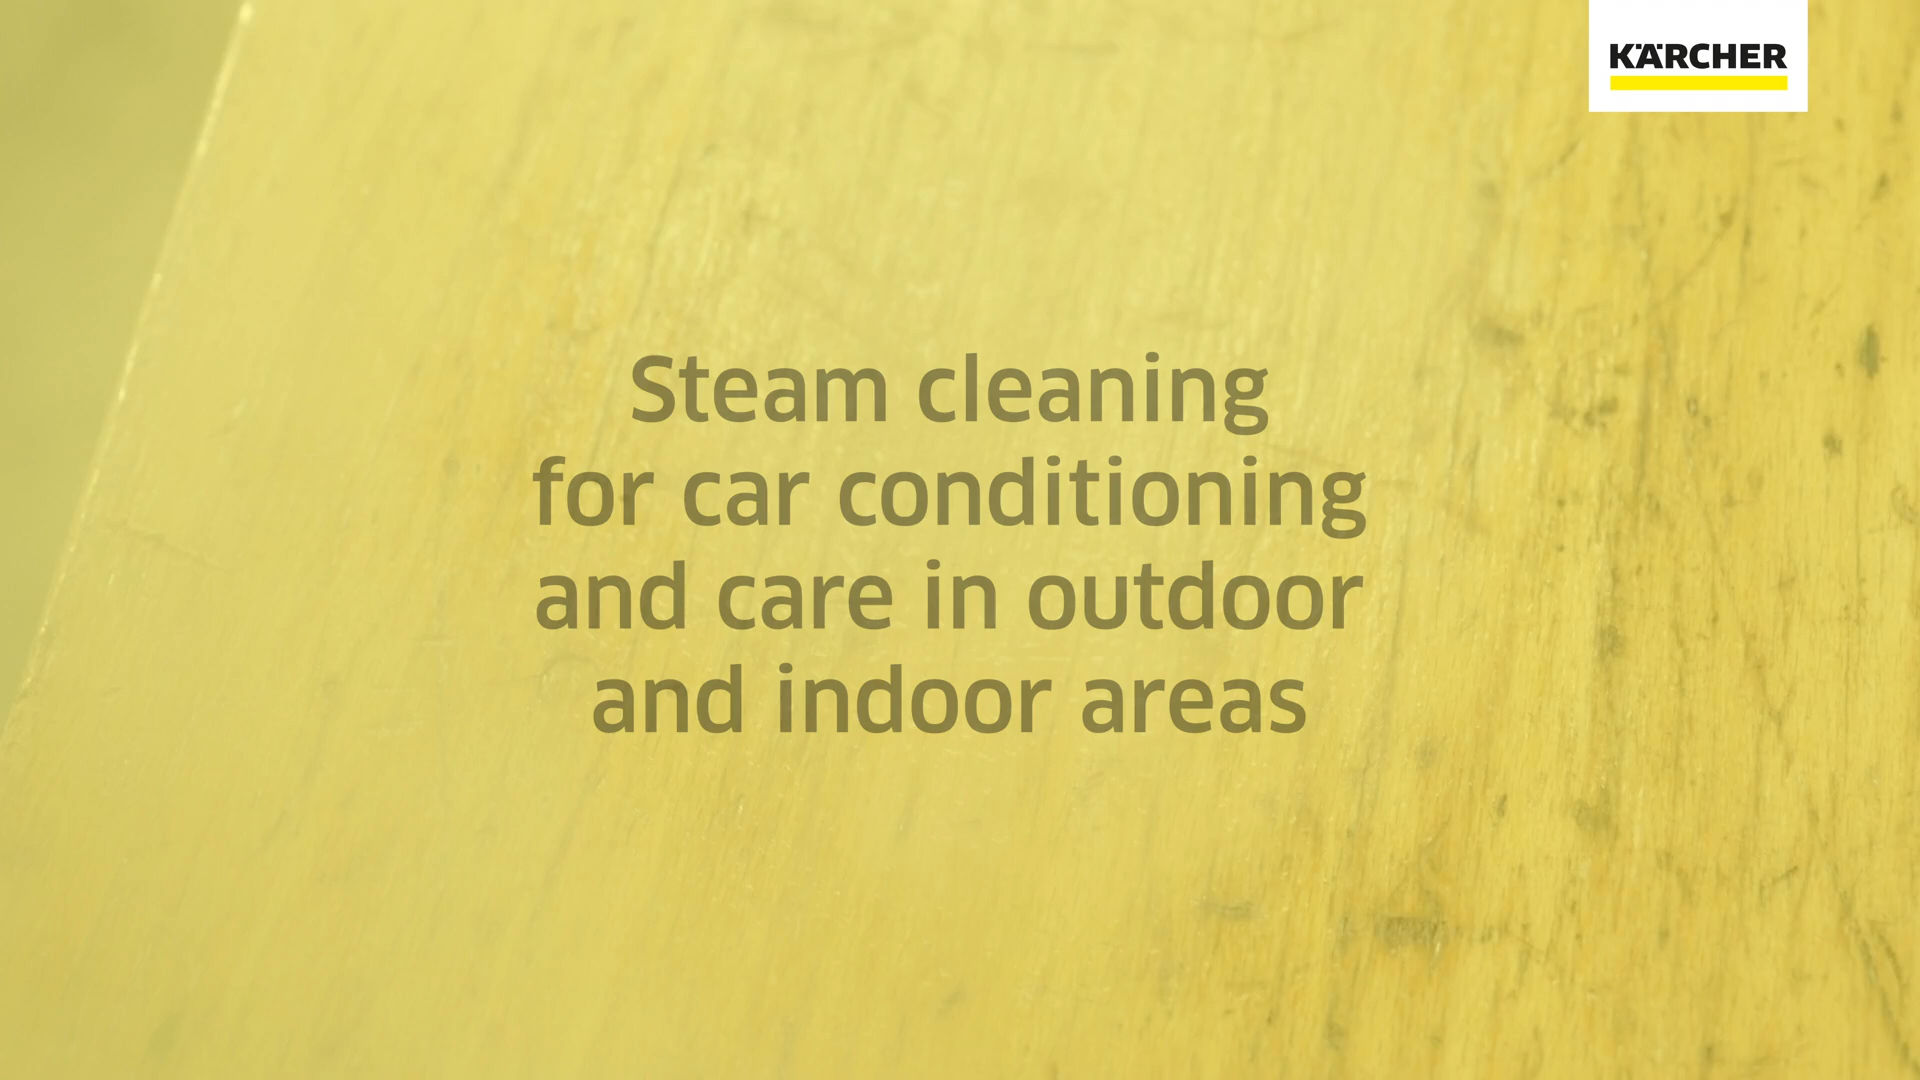 KÄRCHER
Steam cleaning
for car conditioning
and care in outdoor
and indoor areas